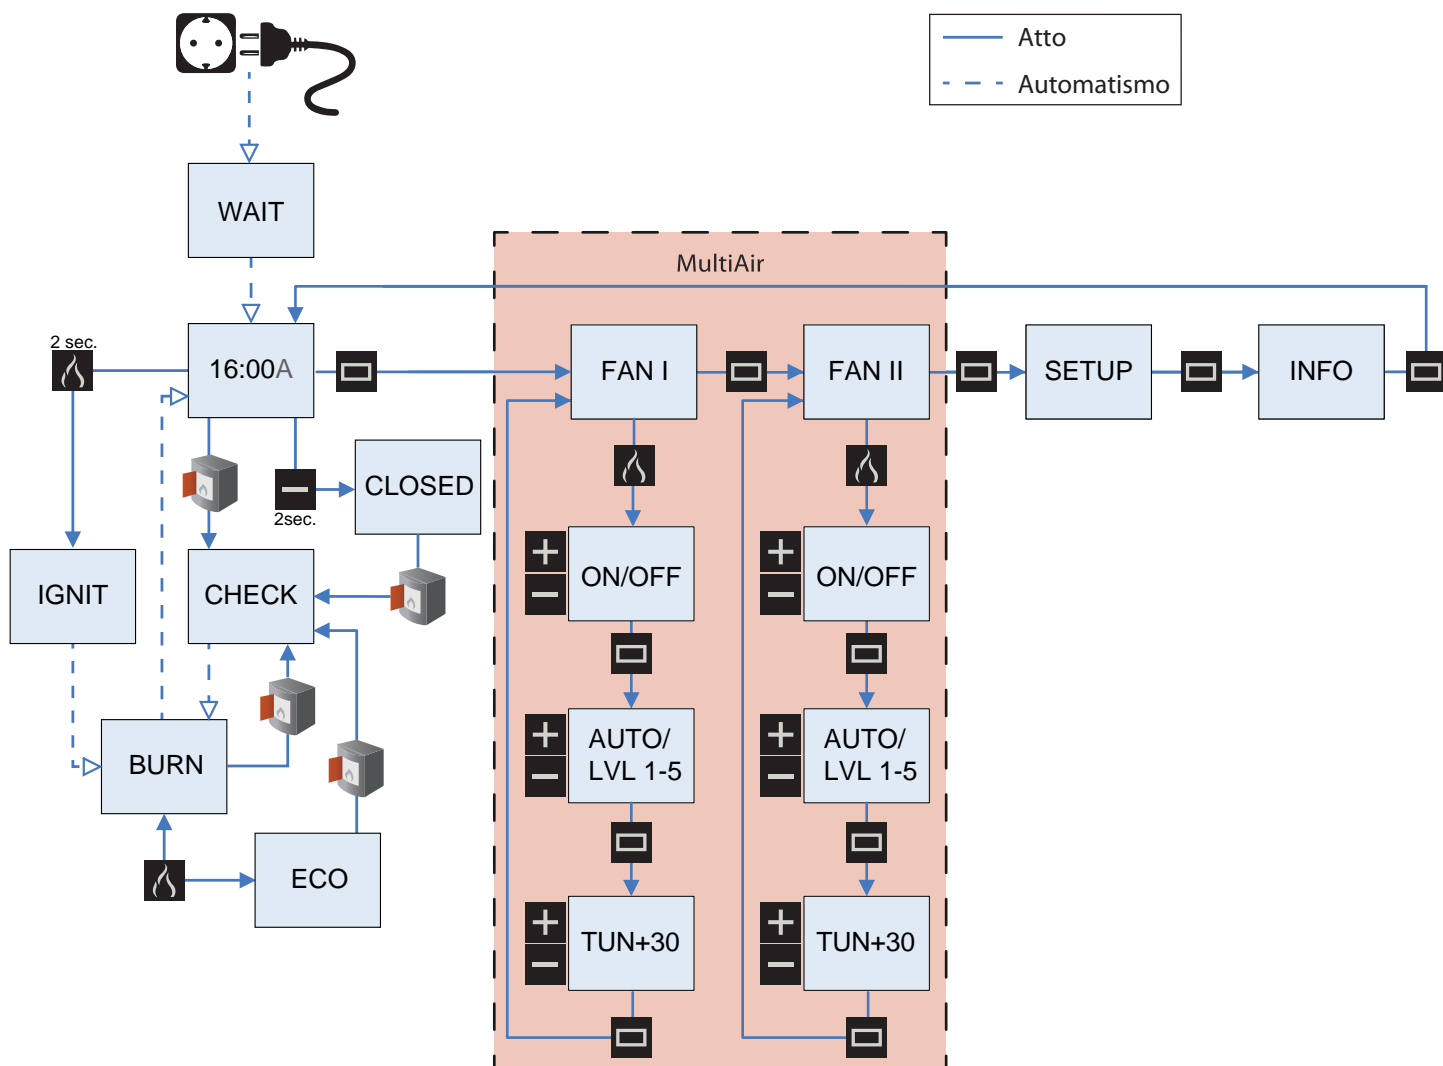 Atto
Automatismo
WAIT
MultiAir
2 sec.
16:00A
FAN I
FAN II
SETUP
INFO
CLOSED
2sec.
IGNIT
CHECK
ON/OFF
ON/OFF
BURN
AUTO/
LVL 1-5
AUTO/
LVL 1-5
ECO
TUN+30
TUN+30